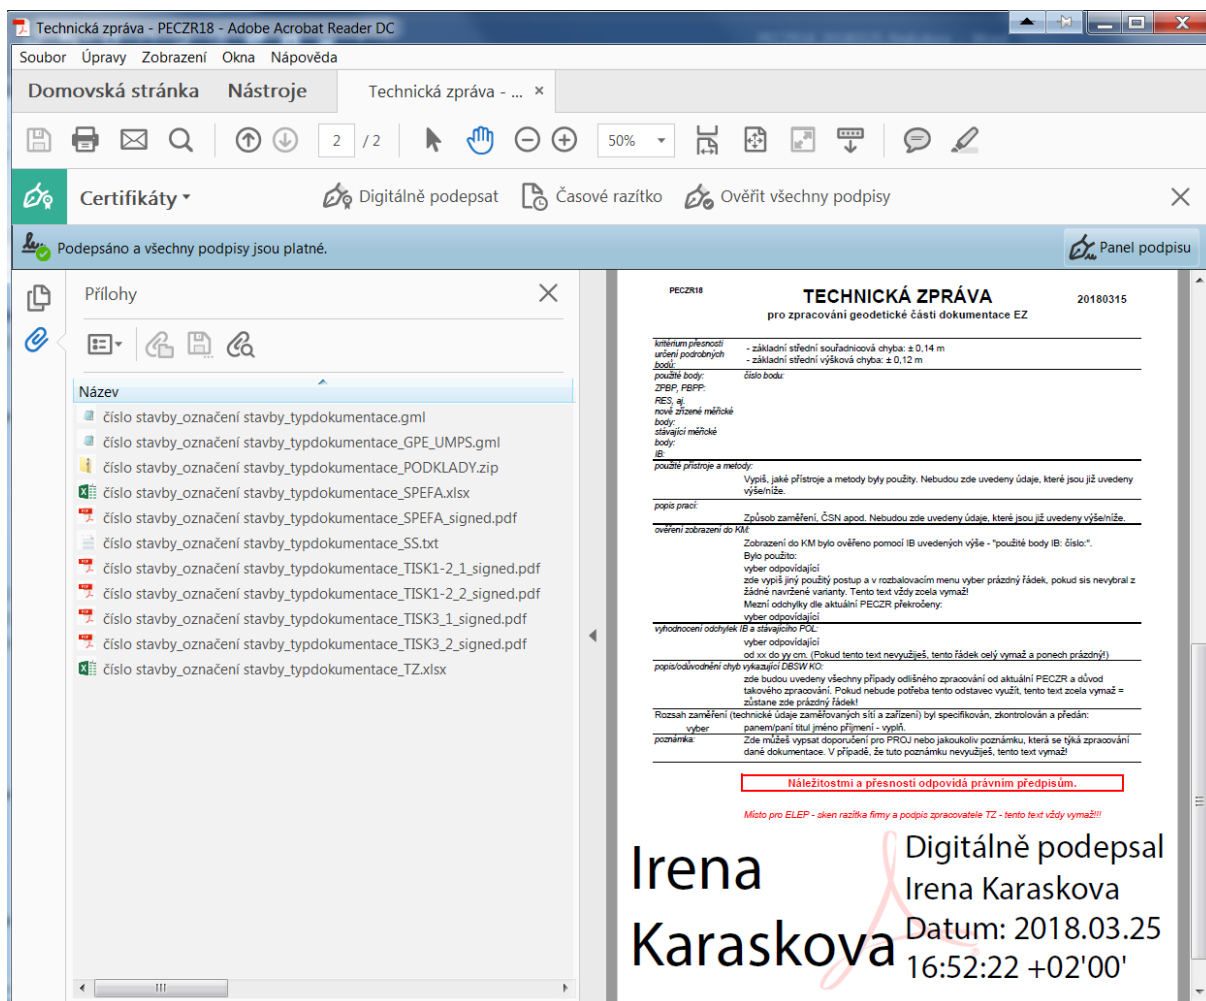 Technická zpráva - PECZR18 - Adobe Acrobat Reader DC
Soubor Úpravy Zobrazení Okna Nápověda
Domovská stránka Nástroje Technická zpráva - ... ×
2 / 2 50%
Certifikáty Digitálně podepsat Časové razítko Ověřit všechny podpisy
Podepsáno a všechny podpisy jsou platné. Panel podpisu
Přílohy
Název
číslo stavby_označení stavby_typdokumentace.gml
číslo stavby_označení stavby_typdokumentace_GPE_UMPS.gml
číslo stavby_označení stavby_typdokumentace_PODKLADY.zip
číslo stavby_označení stavby_typdokumentace_SPEFA.xlsx
číslo stavby_označení stavby_typdokumentace_SPEFA_signed.pdf
číslo stavby_označení stavby_typdokumentace_SS.txt
číslo stavby_označení stavby_typdokumentace_TISK1-2_1_signed.pdf
číslo stavby_označení stavby_typdokumentace_TISK1-2_2_signed.pdf
číslo stavby_označení stavby_typdokumentace_TISK3_1_signed.pdf
číslo stavby_označení stavby_typdokumentace_TISK3_2_signed.pdf
číslo stavby_označení stavby_typdokumentace_TZ.xlsx
PECZR18 TECHNICKÁ ZPRÁVA 20180315
pro zpracování geodetické části dokumentace EZ
kritérium přesnosti
určení podrobných
bodů:
- základní střední souřadnicová chyba: ± 0,14 m
- základní střední výšková chyba: ± 0,12 m
použité body: číslo bodu:
ZPBP, PBPP:
RES, aj.
nové zřízené měřické
body:
stávající měřické
body:
IB:
použité přístroje a metody:
Vypiš, jaké přístroje a metody byly použity. Nebudou zde uvedeny údaje, které jsou již uvedeny
výše/níže.
popis prací:
Způsob zaměření, ČSN apod. Nebudou zde uvedeny údaje, které jsou již uvedeny výše/níže.
ověření zobrazení do KM:
Zobrazení do KM bylo ověřeno pomocí IB uvedených výše - "použité body IB: číslo:".
Bylo použito:
vyber odpovídající
zde vypiš jiný použitý postup a v rozbalovacím menu vyber prázdný řádek, pokud sis nevybral z
žádné navržené varianty. Tento text vždy zcela vymaž!
Mezní odchylky dle aktuální PECZR překročeny:
vyber odpovídající
vyhodnocení odchylek IB a stávajícího POL:
vyber odpovídající
od xx do yy cm. (Pokud tento text nevyužiješ, tento řádek celý vymaž a ponech prázdný!)
popis/odůvodnění chyb vykazující DBSW KO:
zde budou uvedeny všechny případy odlišného zpracování od aktuální PECZR a důvod
takového zpracování. Pokud nebude potřeba tento odstavec využít, tento text zcela vymaž =
zůstane zde prázdný řádek!
Rozsah zaměření (technické údaje zaměřovaných sítí a zařízení) byl specifikován, zkontrolován a předán:
vyber panem/paní titul jméno příjmení - vyplň.
poznámka: Zde můžeš vypsat doporučení pro PROJ nebo jakoukoliv poznámku, která se týká zpracování
dané dokumentace. V případě, že tuto poznámku nevyužiješ, tento text vymaž!
Náležitostmi a přesností odpovídá právním předpisům.
Místo pro ELEP - sken razítka firmy a podpis zpracovatele TZ - tento text vždy vymaž!!!
Irena
Karaskova
Digitálně podepsal
Irena Karaskova
Datum: 2018.03.25
16:52:22 +02'00'